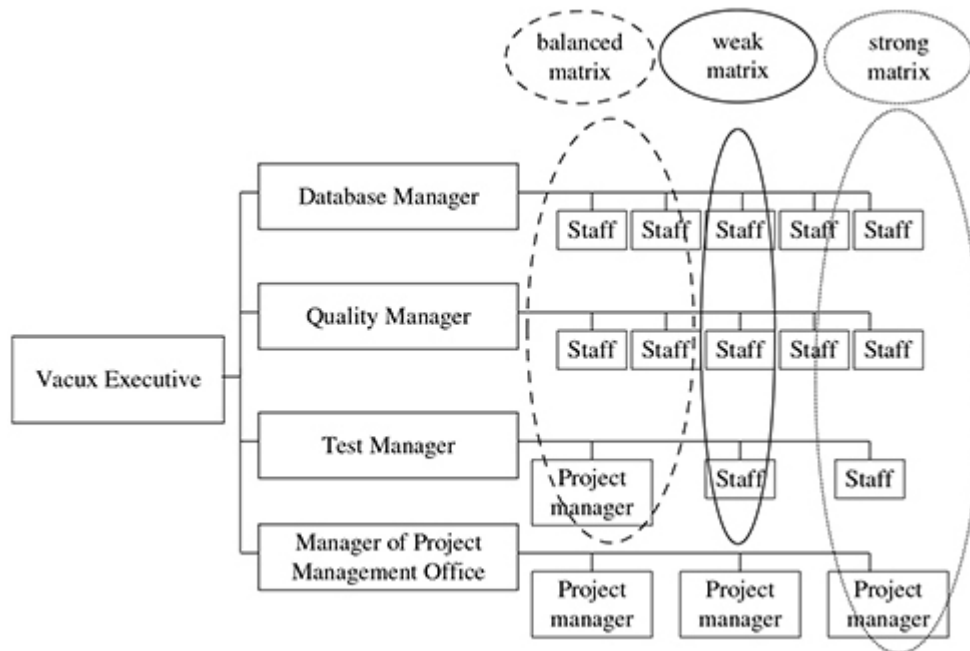 balanced
matrix
weak
matrix
strong
matrix
Database Manager
Staff Staff Staff Staff Staff
Quality Manager
Staff Staff Staff Staff Staff
Vacux Executive
Test Manager
Project
manager
Staff
Staff
Manager of Project
Management Office
Project
manager
Project
manager
Project
manager